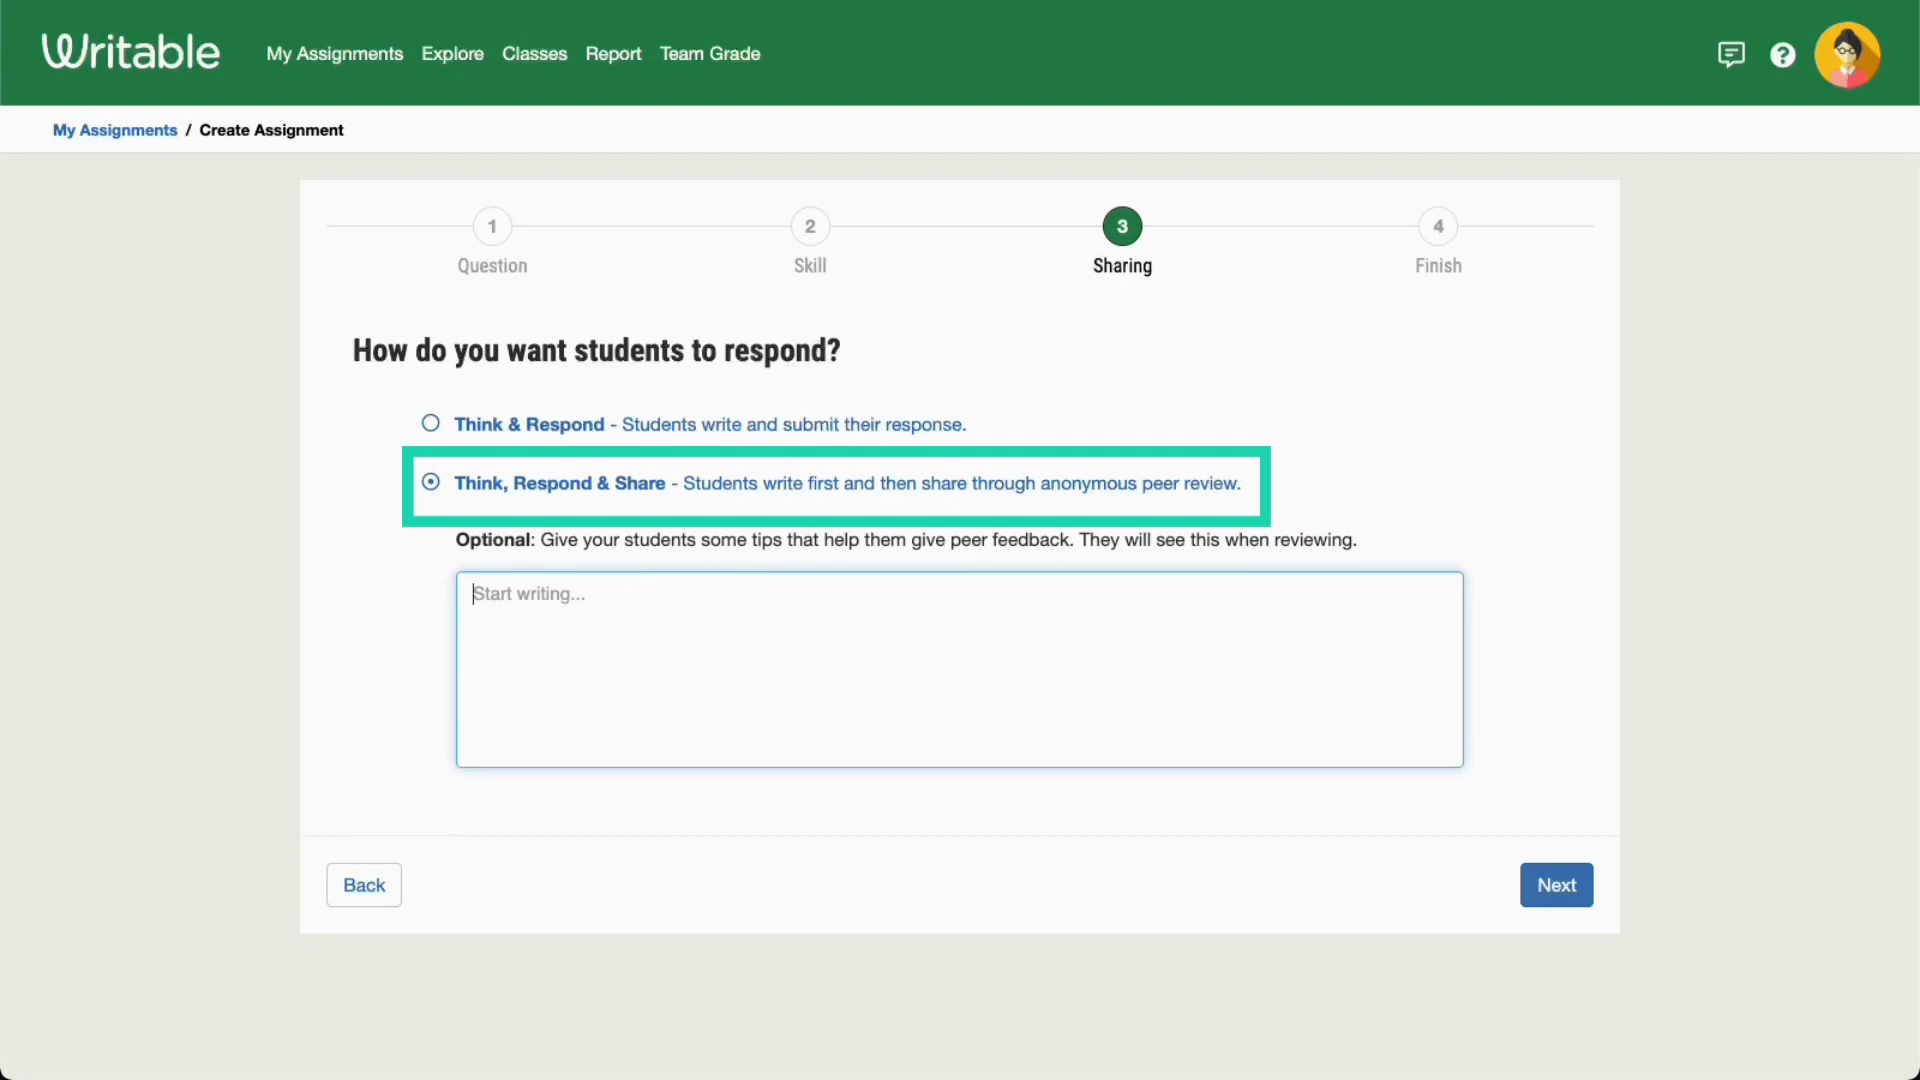 Writable
My Assignments Explore Classes Report Team Grade
?
My Assignments / Create Assignment
1 2 3 4
Question Skill Sharing Finish
How do you want students to respond?
Think & Respond - Students write and submit their response.
Think, Respond & Share - Students write first and then share through anonymous peer review.
Optional: Give your students some tips that help them give peer feedback. They will see this when reviewing.
Start writing...
Back Next